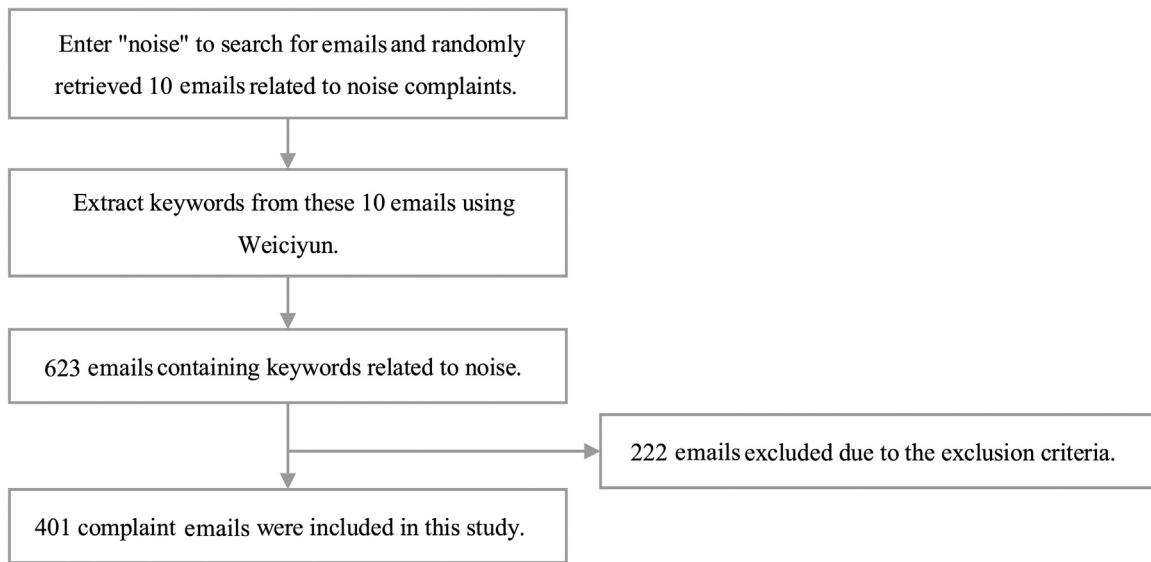 Enter "noise" to search for emails and randomly
retrieved 10 emails related to noise complaints.
Extract keywords from these 10 emails using
Weiciyun.
623 emails containing keywords related to noise.
222 emails excluded due to the exclusion criteria.
401 complaint emails were included in this study.